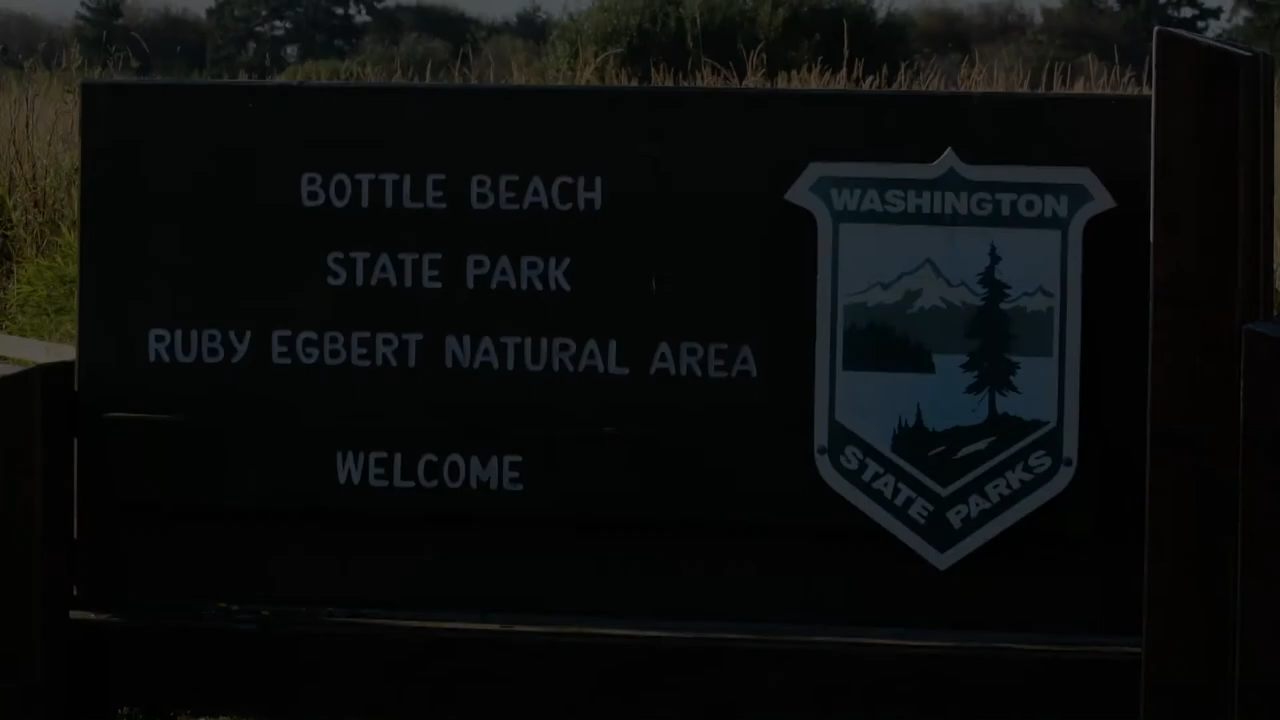 BOTTLE BEACH
STATE PARK
RUBY EGBERT NATURAL AREA
WELCOME
WASHINGTON
STATE PARKS